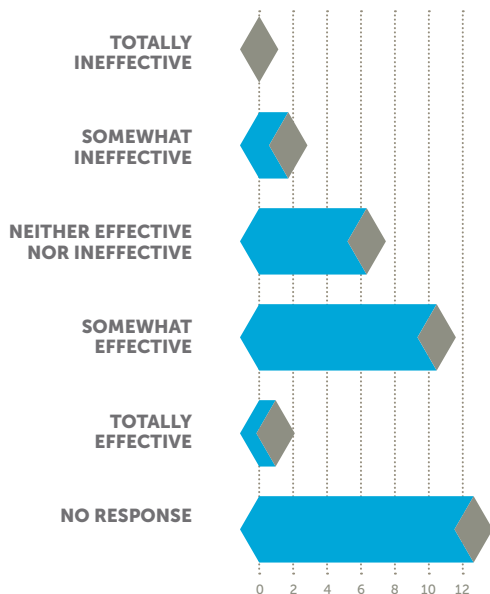 TOTALLY
INEFFECTIVE
SOMEWHAT
INEFFECTIVE
NEITHER EFFECTIVE
NOR INEFFECTIVE
SOMEWHAT
EFFECTIVE
TOTALLY
EFFECTIVE
NO RESPONSE
0 2 4 6 8 10 12